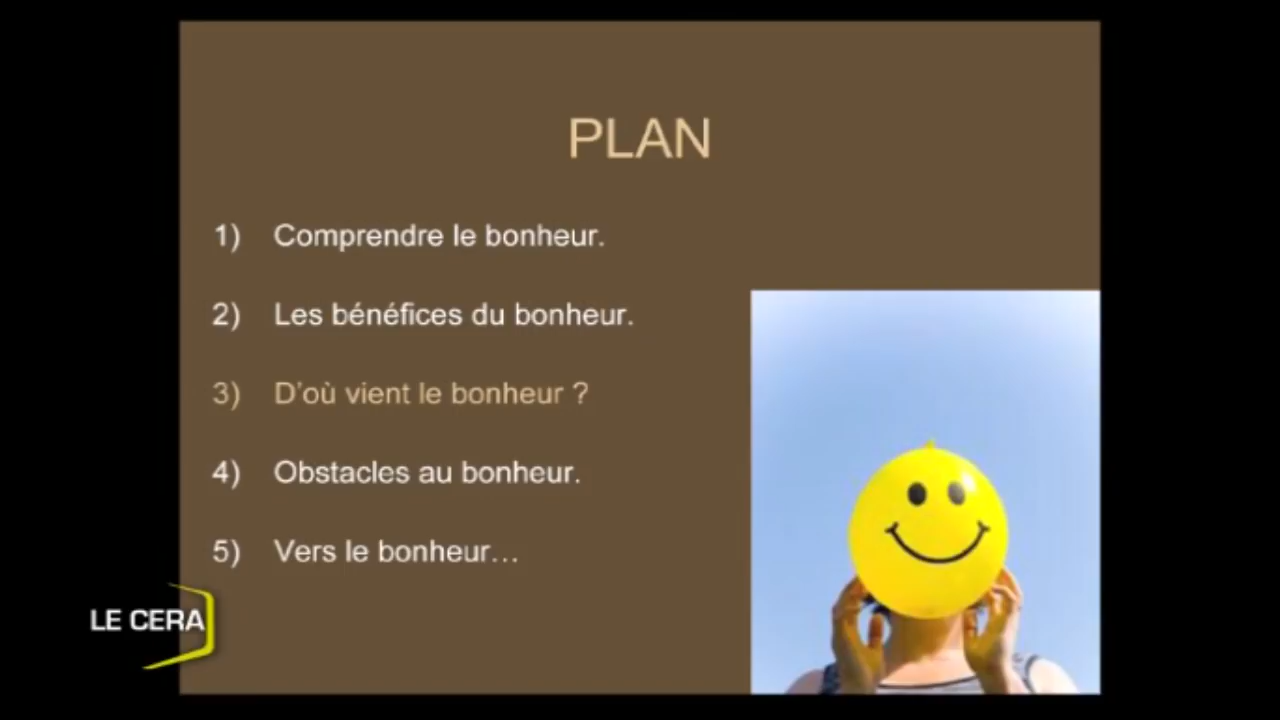 PLAN
1) Comprendre le bonheur.
2) Les bénéfices du bonheur.
3) D’où vient le bonheur ?
4) Obstacles au bonheur.
5) Vers le bonheur…
LE CERA